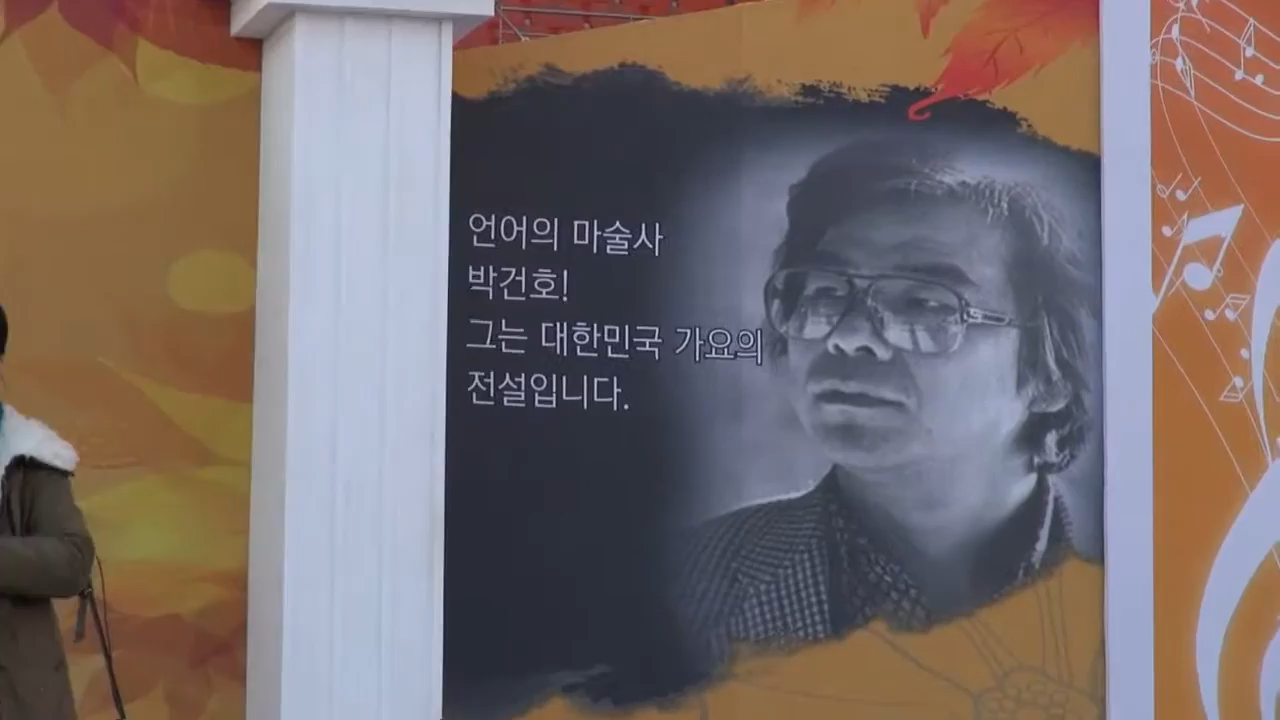 언어의 마술사
박건호!
그는 대한민국 가요의
전설입니다.